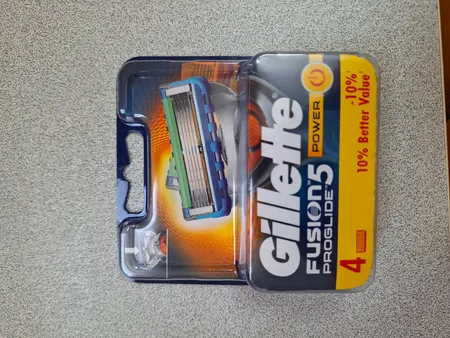 Gillette
FUSION5
PROGLIDE
POWER
4
-10%
10% Better Value